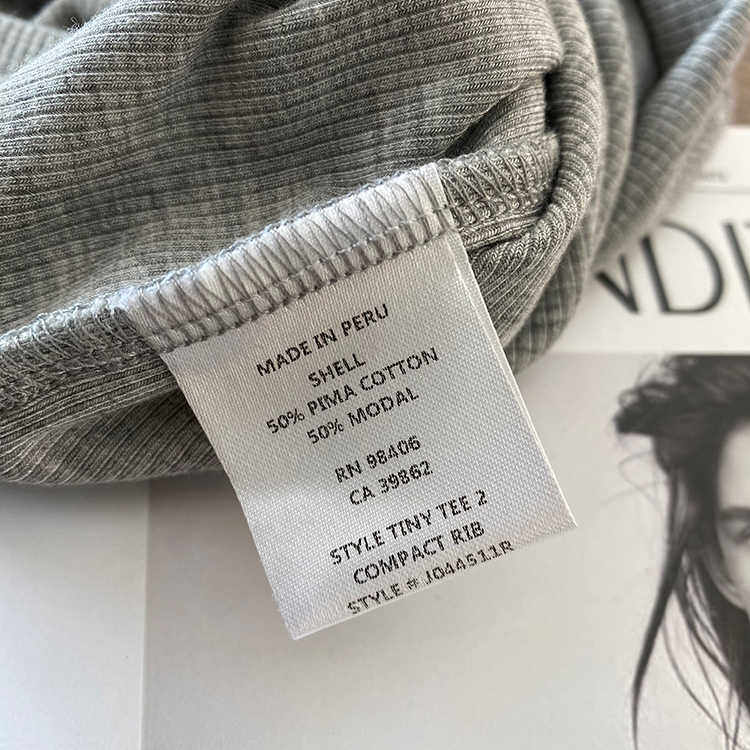 MADE IN PERU
SHELL
50% PIMA COTTON
50% MODAL
RN 98406
CA 39862
STYLE TINY TEE 2
COMPACT RIB
STYLE # J044511R